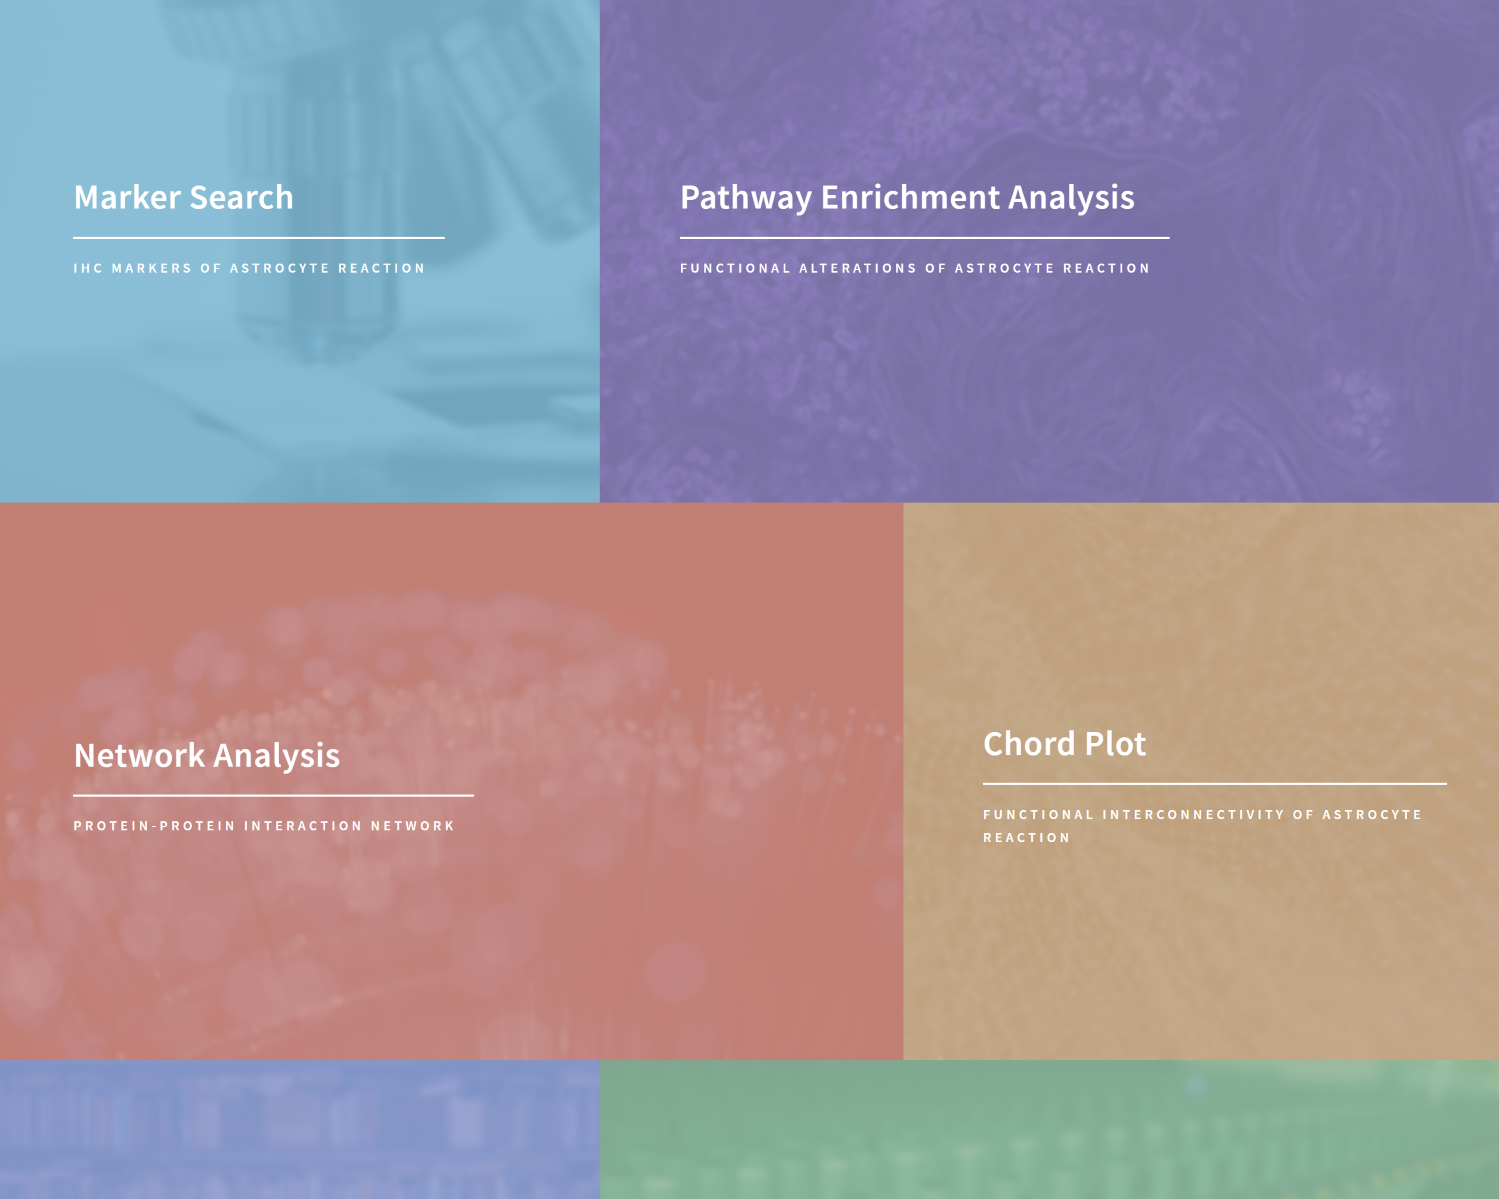 Marker Search
IHC MARKERS OF ASTROCYTE REACTION
Pathway Enrichment Analysis
FUNCTIONAL ALTERATIONS OF ASTROCYTE REACTION
Network Analysis
PROTEIN-PROTEIN INTERACTION NETWORK
Chord Plot
FUNCTIONAL INTERCONNECTIVITY OF ASTROCYTE
REACTION